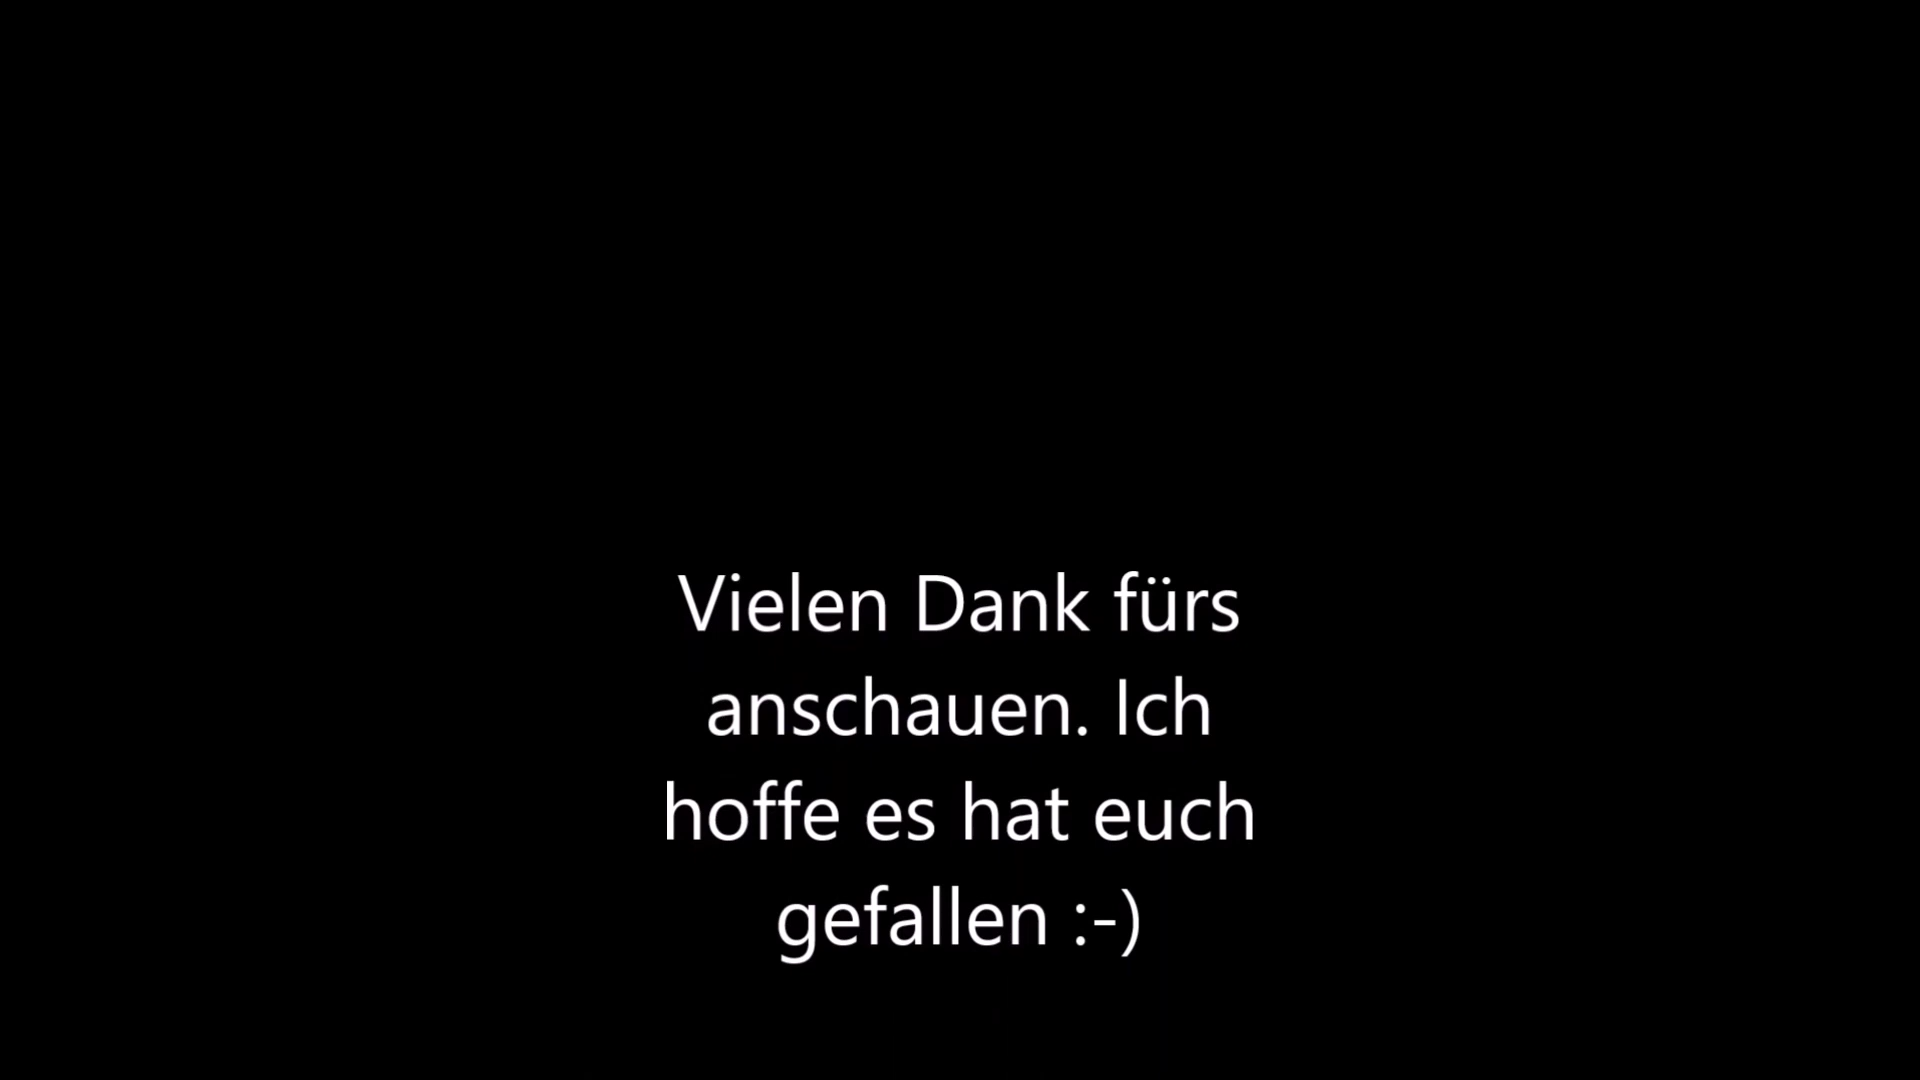 Vielen Dank fürs
anschauen. Ich
hoffe es hat euch
gefallen :-)